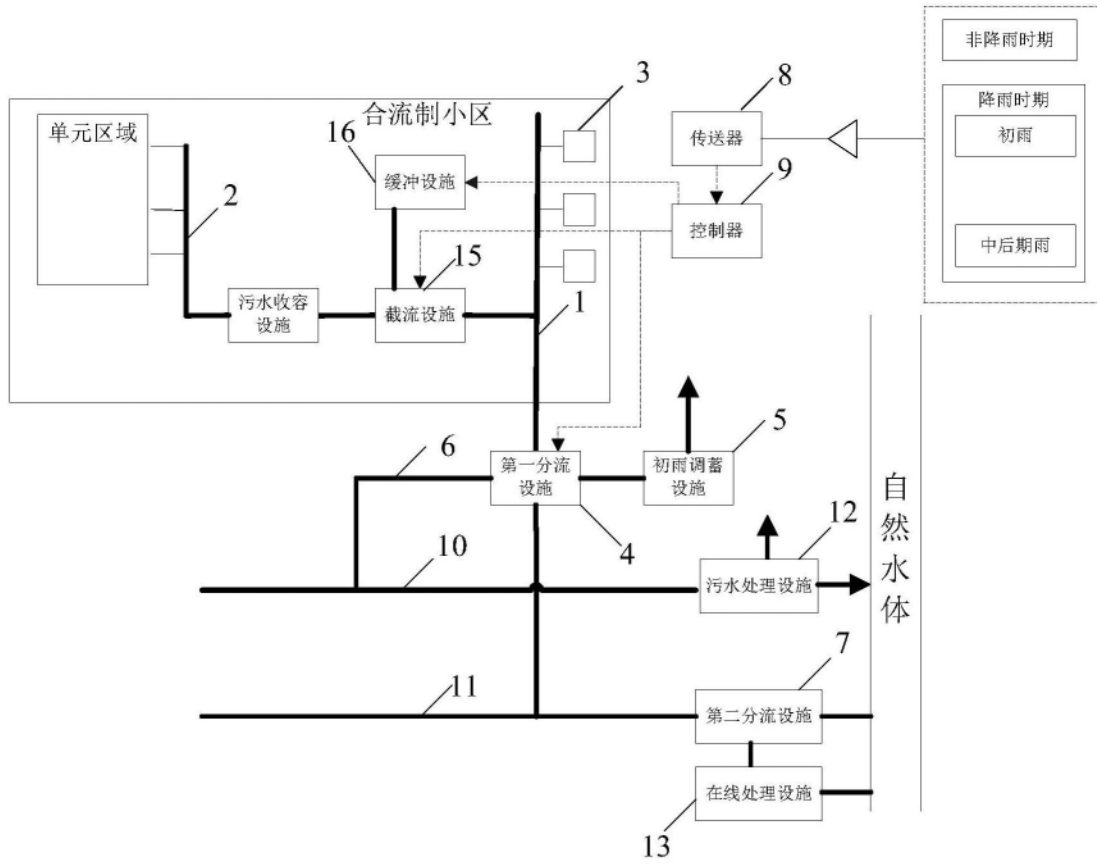 非降雨时期
3
8
降雨时期
合流制小区
单元区域
传送器
初雨
16
缓冲设施
9
2
控制器
中后期雨
15
污水收容
设施
截流设施
1
6
5
第一分流
设施
初雨调蓄
设施
自然水体
4
12
10
污水处理设施
7
11
第二分流设施
在线处理设施
13